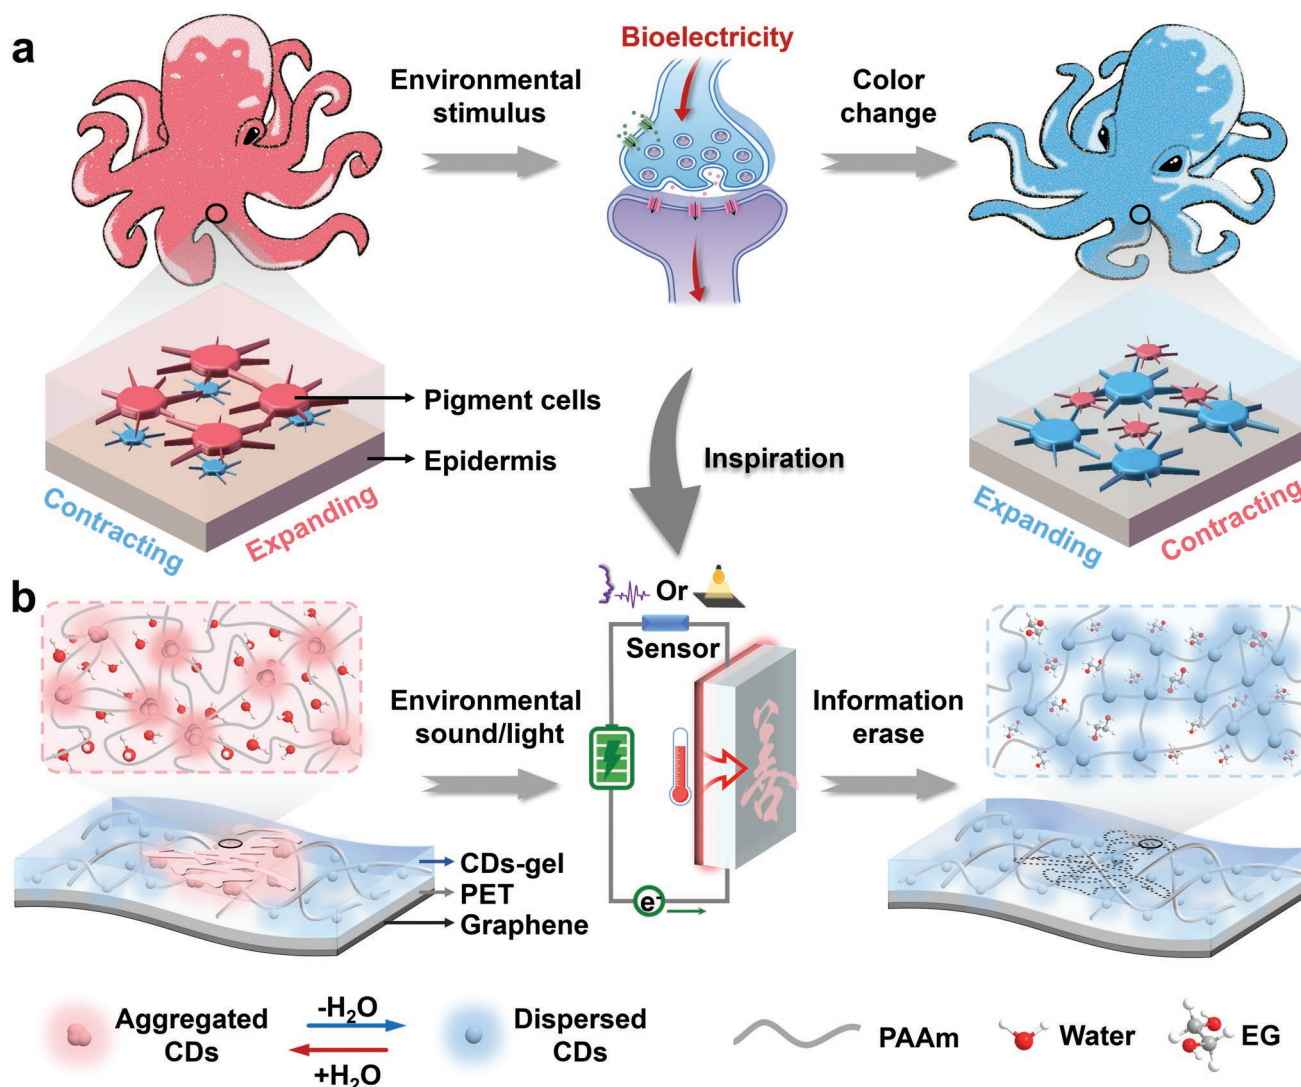 a
Bioelectricity
Environmental
stimulus
Color
change
Pigment cells
Epidermis
Contracting
Expanding
Inspiration
Expanding
Contracting
b
Or
Sensor
Environmental
sound/light
善
Information
erase
e-
CDs-gel
PET
Graphene
Aggregated
CDs
-H₂O
+H₂O
Dispersed
CDs
PAAm
Water
EG